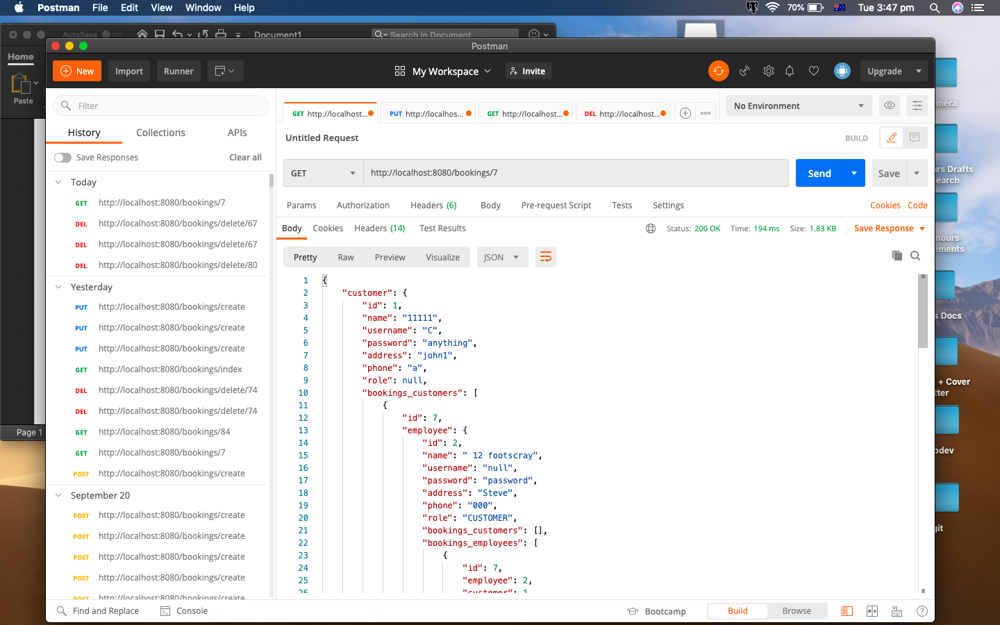 Postman File Edit View Window Help 70% Tue 3:47 pm
AutoSave OFF Document1 Search in Document
Home
Paste
Page 1
Postman
New Import Runner My Workspace Invite Upgrade
Filter
History Collections APIs
Save Responses Clear all
Today
GET http://localhost:8080/bookings/7
DEL http://localhost:8080/bookings/delete/67
DEL http://localhost:8080/bookings/delete/67
DEL http://localhost:8080/bookings/delete/80
Yesterday
PUT http://localhost:8080/bookings/create
PUT http://localhost:8080/bookings/create
PUT http://localhost:8080/bookings/create
GET http://localhost:8080/bookings/index
DEL http://localhost:8080/bookings/delete/74
DEL http://localhost:8080/bookings/delete/74
GET http://localhost:8080/bookings/84
GET http://localhost:8080/bookings/7
POST http://localhost:8080/bookings/create
September 20
POST http://localhost:8080/bookings/create
POST http://localhost:8080/bookings/create
POST http://localhost:8080/bookings/create
POST http://localhost:8080/bookings/create
POST http://localhost:8080/bookings/create
GET http://localhost... PUT http://localhos... GET http://localhost... DEL http://localhost... No Environment
Untitled Request BUILD
GET http://localhost:8080/bookings/7 Send Save
Params Authorization Headers (6) Body Pre-request Script Tests Settings Cookies Code
Body Cookies Headers (14) Test Results Status: 200 OK Time: 194 ms Size: 1.83 KB Save Response
Pretty Raw Preview Visualize JSON
1 {
2 "customer": {
3 "id": 1,
4 "name": "11111",
5 "username": "C",
6 "password": "anything",
7 "address": "john1",
8 "phone": "a",
9 "role": null,
10 "bookings_customers": [
11 {
12 "id": 7,
13 "employee": {
14 "id": 2,
15 "name": " 12 footscray",
16 "username": "null",
17 "password": "password",
18 "address": "Steve",
19 "phone": "000",
20 "role": "CUSTOMER",
21 "bookings_customers": [],
22 "bookings_employees": [
23 {
24 "id": 7,
25 "employee": 2,
26 "customer": 1
Find and Replace Console Bootcamp Build Browse
mera
urs Drafts
earch
nours
ements
s Docs
+ Cover
tter
bdev
git